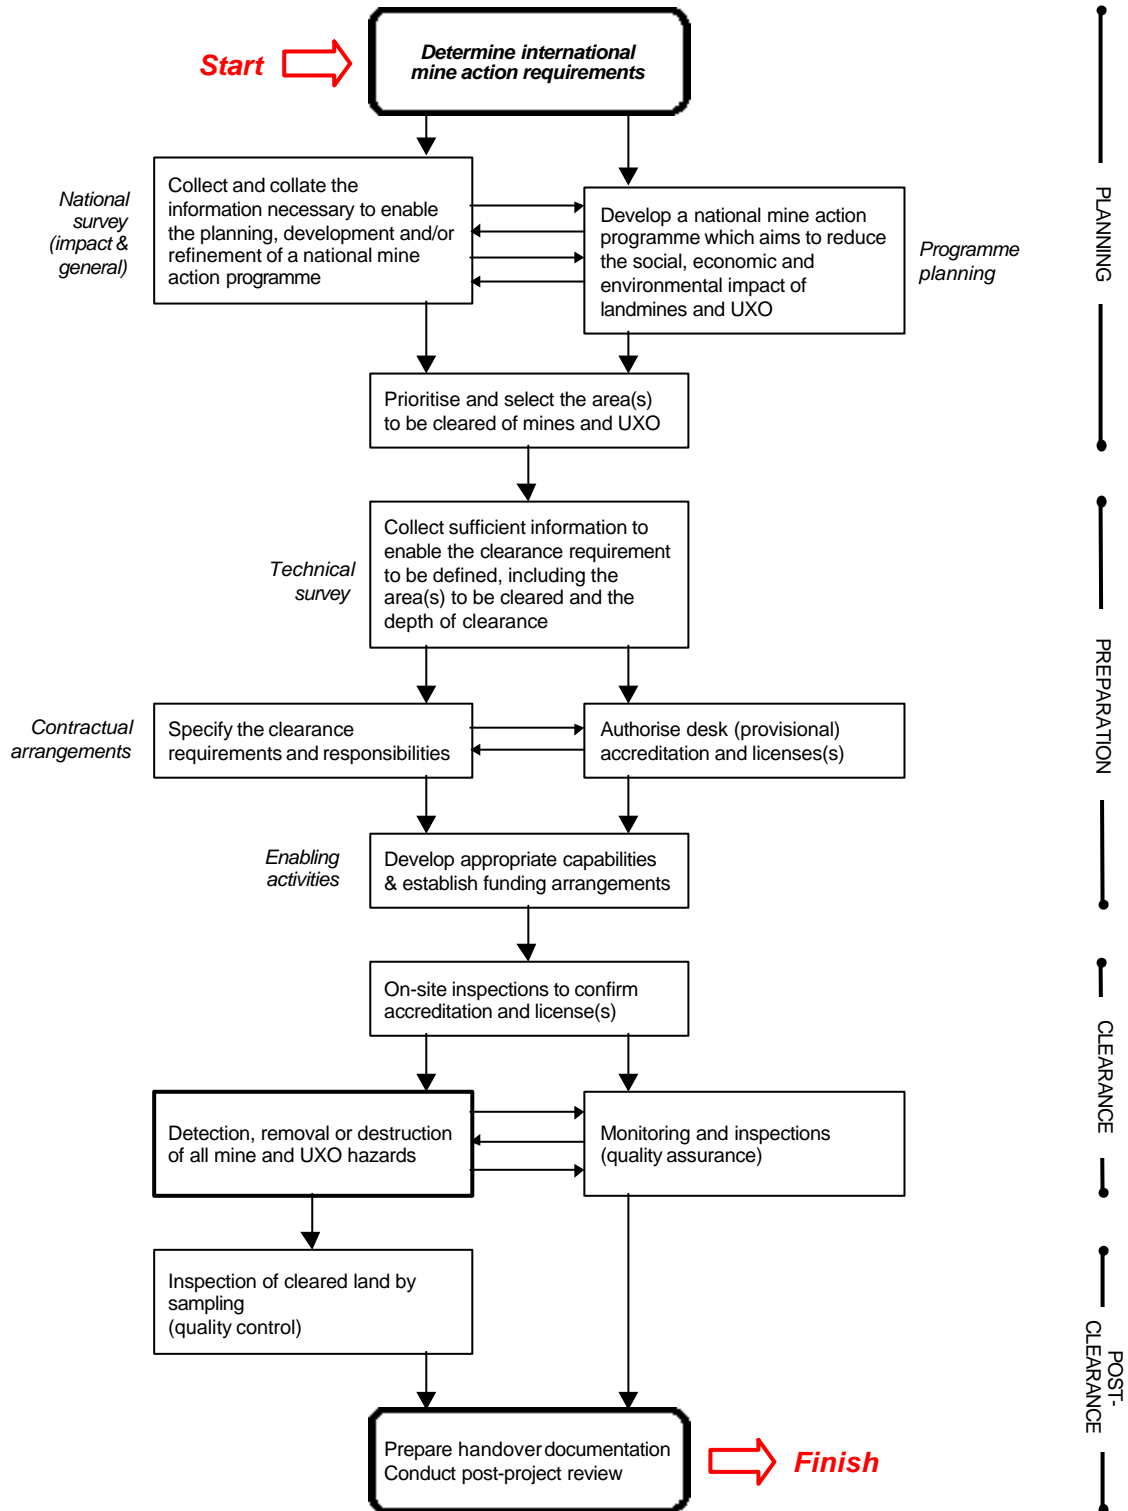 Start
Determine international
mine action requirements
National
survey
(impact &
general)
Collect and collate the
information necessary to enable
the planning, development and/or
refinement of a national mine
action programme
Develop a national mine action
programme which aims to reduce
the social, economic and
environmental impact of
landmines and UXO
Programme
planning
PLANNING
Prioritise and select the area(s)
to be cleared of mines and UXO
Technical
survey
Collect sufficient information to
enable the clearance requirement
to be defined, including the
area(s) to be cleared and the
depth of clearance
PREPARATION
Contractual
arrangements
Specify the clearance
requirements and responsibilities
Authorise desk (provisional)
accreditation and licenses(s)
Enabling
activities
Develop appropriate capabilities
& establish funding arrangements
On-site inspections to confirm
accreditation and license(s)
CLEARANCE
Detection, removal or destruction
of all mine and UXO hazards
Monitoring and inspections
(quality assurance)
Inspection of cleared land by
sampling
(quality control)
POST-
CLEARANCE
Prepare handover documentation
Conduct post-project review
Finish